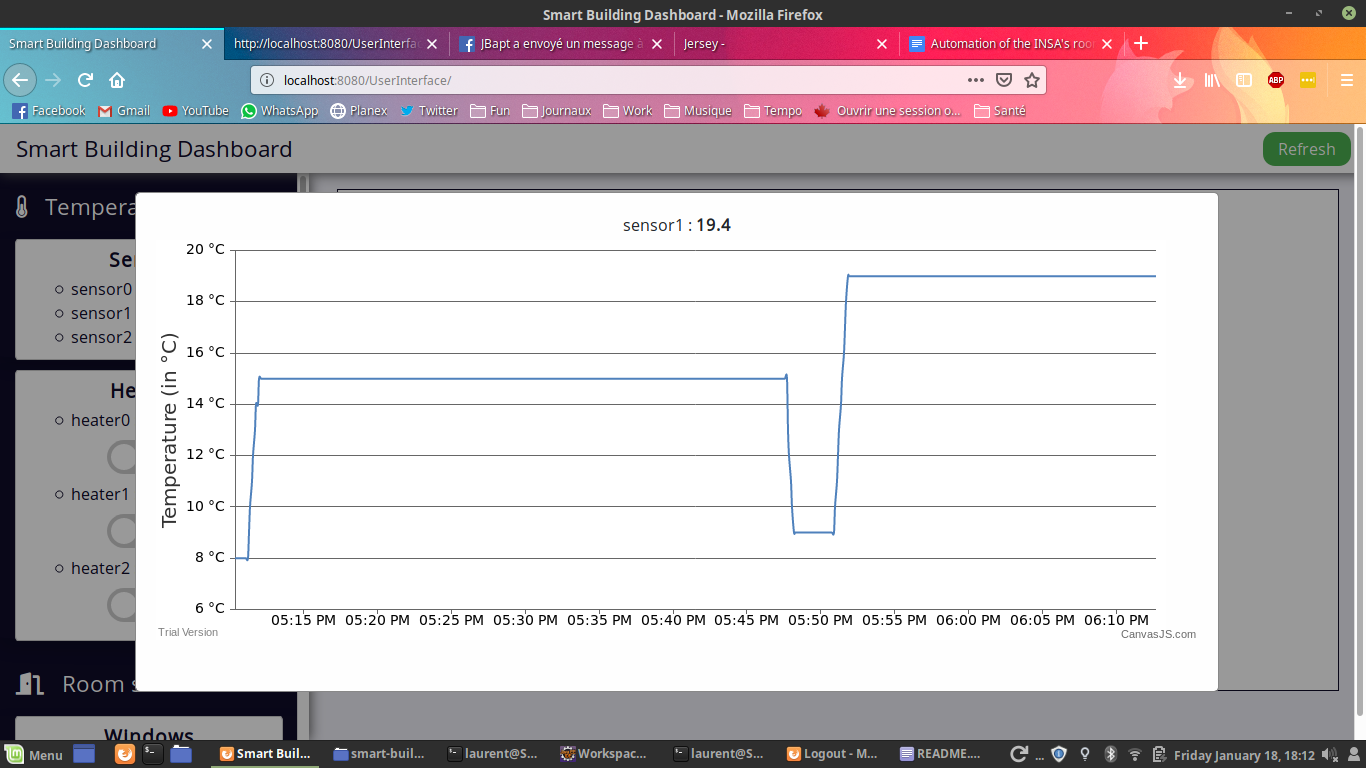 Smart Building Dashboard - Mozilla Firefox
Smart Building Dashboard
http://localhost:8080/UserInterfa
JBapt a envoyé un message à
Jersey -
Automation of the INSA's roo
localhost:8080/UserInterface/
ABP
Facebook Gmail YouTube WhatsApp Planex Twitter Fun Journaux Work Musique Tempo Ouvrir une session o... Santé
Smart Building Dashboard
Refresh
Tempera
Se
sensor0
sensor1
sensor2
He
heater0
heater1
heater2
Room s
Windows
sensor1 : 19.4
Temperature (in °C)
20 °C
18 °C
16 °C
14 °C
12 °C
10 °C
8 °C
6 °C
05:15 PM 05:20 PM 05:25 PM 05:30 PM 05:35 PM 05:40 PM 05:45 PM 05:50 PM 05:55 PM 06:00 PM 06:05 PM 06:10 PM
Trial Version
CanvasJS.com
Menu
Smart Buil...
smart-buil...
laurent@S...
Workspac...
laurent@S...
Logout - M...
README....
...
Friday January 18, 18:12